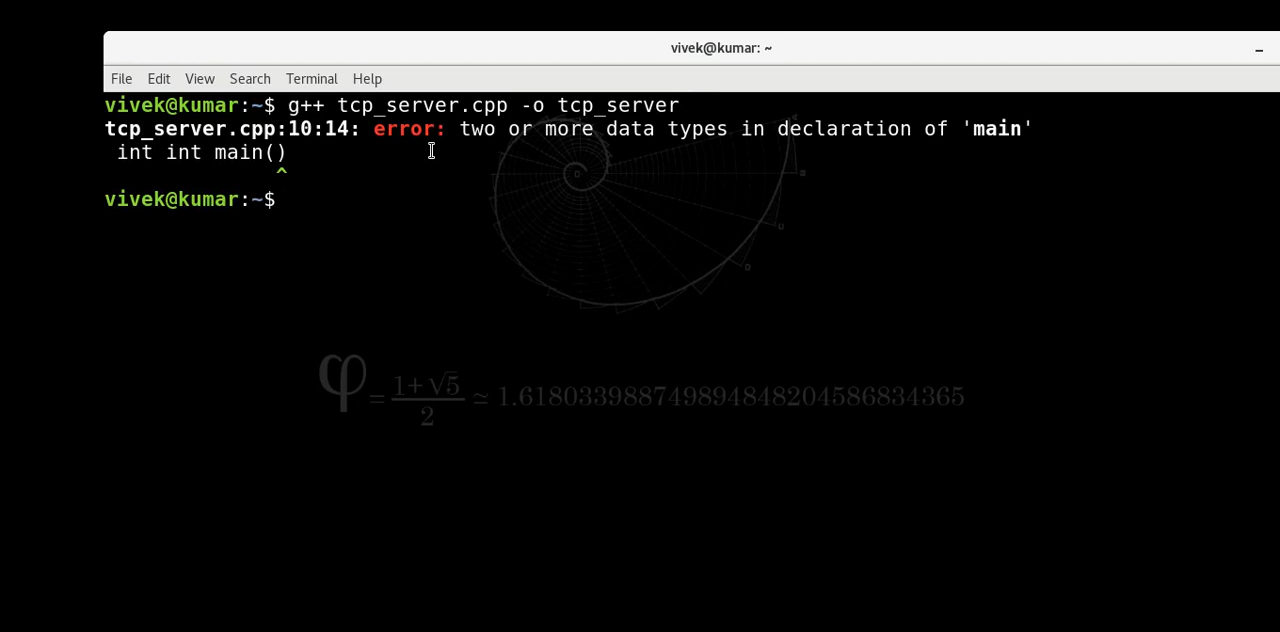 vivek@kumar: ~
File Edit View Search Terminal Help
vivek@kumar:~$ g++ tcp_server.cpp -o tcp_server
tcp_server.cpp:10:14: error: two or more data types in declaration of 'main'
 int int main()
              ^
vivek@kumar:~$
φ = (1+√5)/2 ≃ 1.618033988749894848204586834365